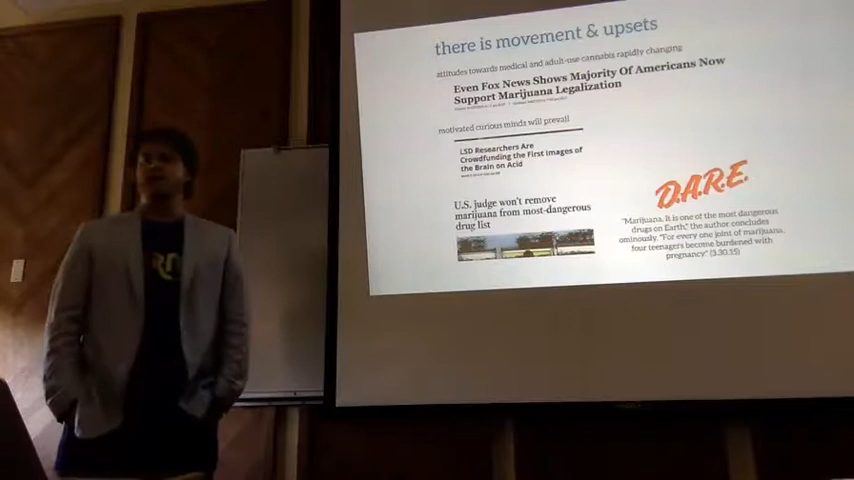 there is movement & upsets
attitudes towards medical and adult-use cannabis rapidly changing
Even Fox News Shows Majority Of Americans Now
Support Marijuana Legalization
motivated curious minds will prevail
LSD Researchers Are
Crowdfunding the First Images of
the Brain on Acid
U.S. judge won't remove
marijuana from most-dangerous
drug list
D.A.R.E.
"Marijuana. It is one of the most dangerous
drugs on Earth," the author concludes
ominously. "For every one joint of marijuana,
four teenagers become burdened with
pregnancy" (3.30.15)